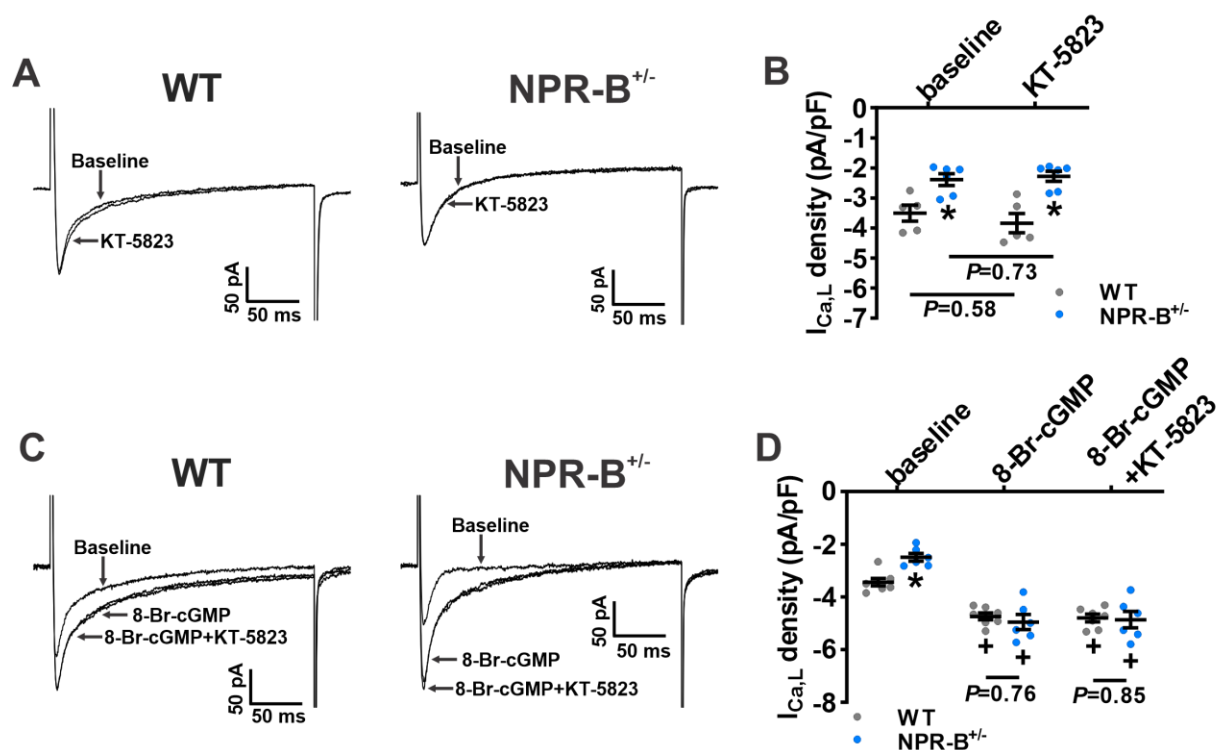 A
WT
NPR-B+/-
Baseline
KT-5823
50 pA
50 ms
Baseline
KT-5823
50 pA
50 ms
B
baseline
KT-5823
ICa,L density (pA/pF)
0
-1
-2
-3
-4
-5
-6
-7
*
*
P=0.73
P=0.58
WT
NPR-B+/-
C
WT
NPR-B+/-
Baseline
8-Br-cGMP
8-Br-cGMP+KT-5823
50 pA
50 ms
Baseline
8-Br-cGMP
8-Br-cGMP+KT-5823
50 pA
50 ms
D
baseline
8-Br-cGMP
8-Br-cGMP
+KT-5823
ICa,L density (pA/pF)
0
-2
-4
-6
-8
*
+
+
+
+
P=0.76
P=0.85
WT
NPR-B+/-